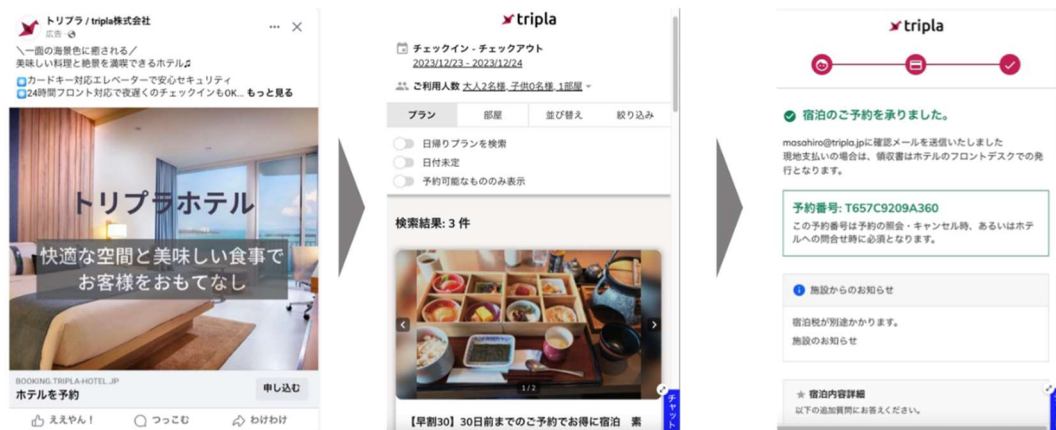 トリプラ / tripla株式会社
広告
＼一面の海景色に癒される／
美味しい料理と絶景を満喫できるホテル♫
カードキー対応エレベーターで安心セキュリティ
24時間フロント対応で夜遅くのチェックインもOK... もっと見る
トリプラホテル
快適な空間と美味しい食事で
お客様をおもてなし
BOOKING.TRIPLA-HOTEL.JP
ホテルを予約
申し込む
ええやん！
つっこむ
わけわけ
tripla
チェックイン - チェックアウト
2023/12/23 - 2023/12/24
ご利用人数 大人2名様, 子供0名様, 1部屋
プラン 部屋 並び替え 絞り込み
日帰りプランを検索
日付未定
予約可能なもののみ表示
検索結果: 3 件
1 / 2
【早割30】30日前までのご予約でお得に宿泊 素
チャット
tripla
宿泊のご予約を承りました。
masahiro@tripla.jpに確認メールを送信いたしました
現地支払いの場合は、領収書はホテルのフロントデスクでの発
行となります。
予約番号: T657C9209A360
この予約番号は予約の照会・キャンセル時、あるいはホテ
ルへの問合せ時に必須となります。
施設からのお知らせ
宿泊税が別途かかります。
施設のお知らせ
宿泊内容詳細
以下の追加質問にお答えください。